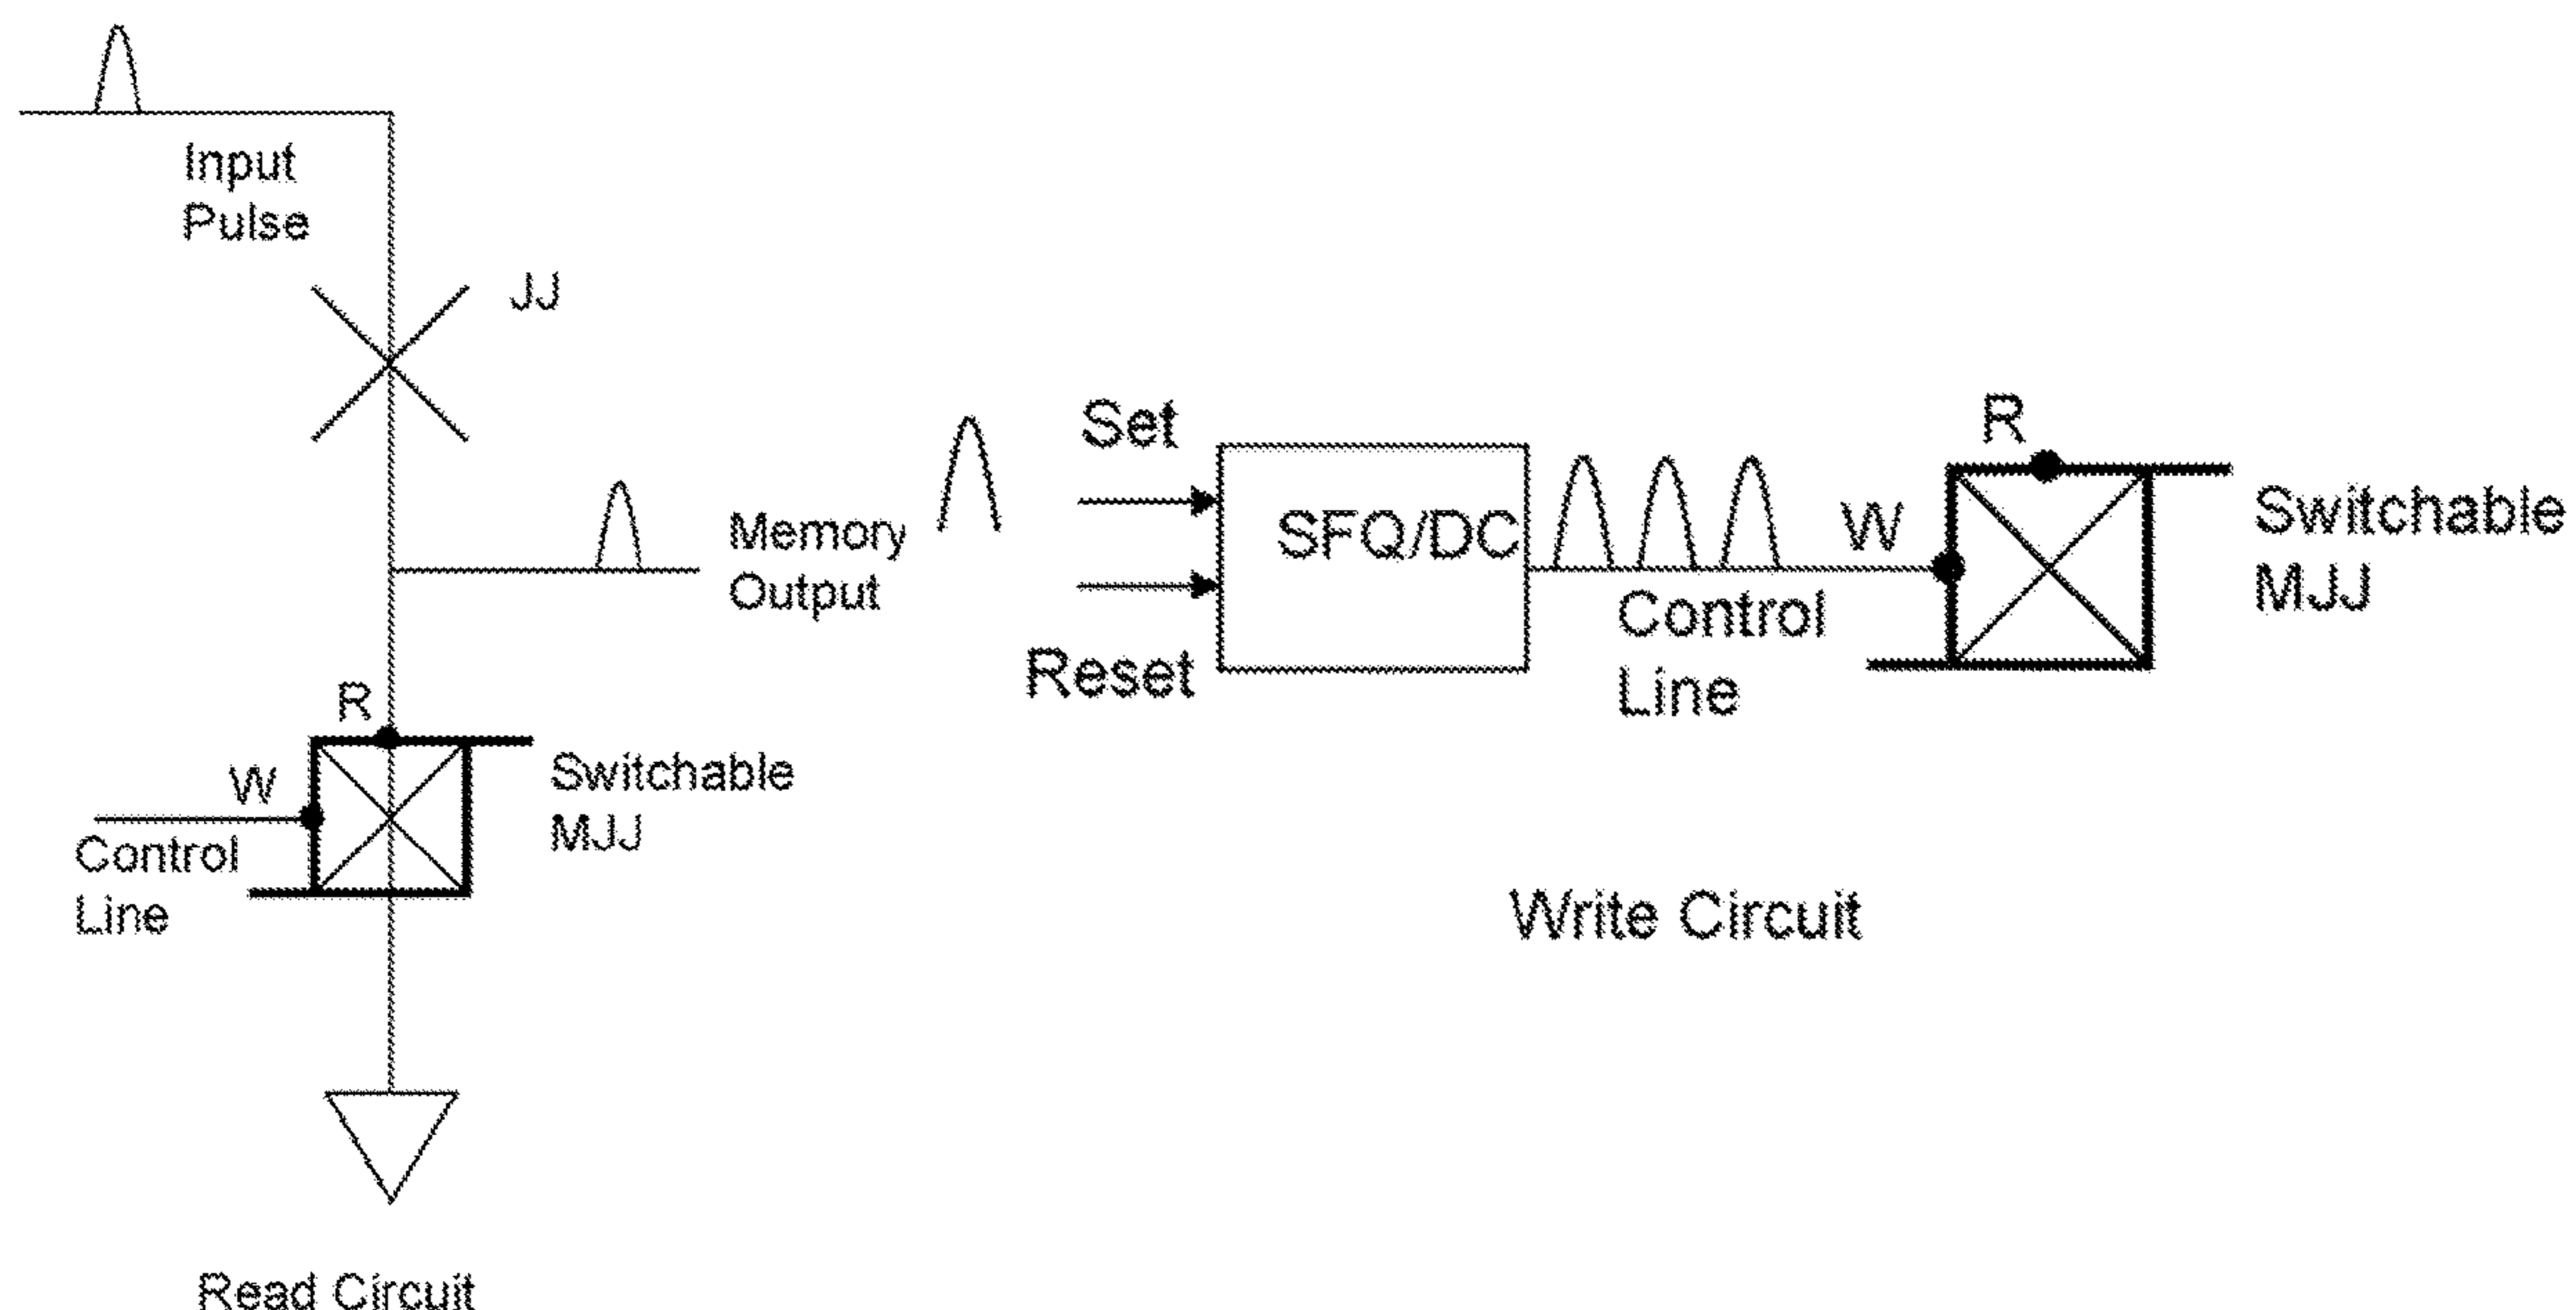 Input
Pulse
JJ
Memory
Output
R
W
Switchable
MJJ
Control
Line
Read Circuit
Set
Reset
SFQ/DC
W
R
Control
Line
Switchable
MJJ
Write Circuit